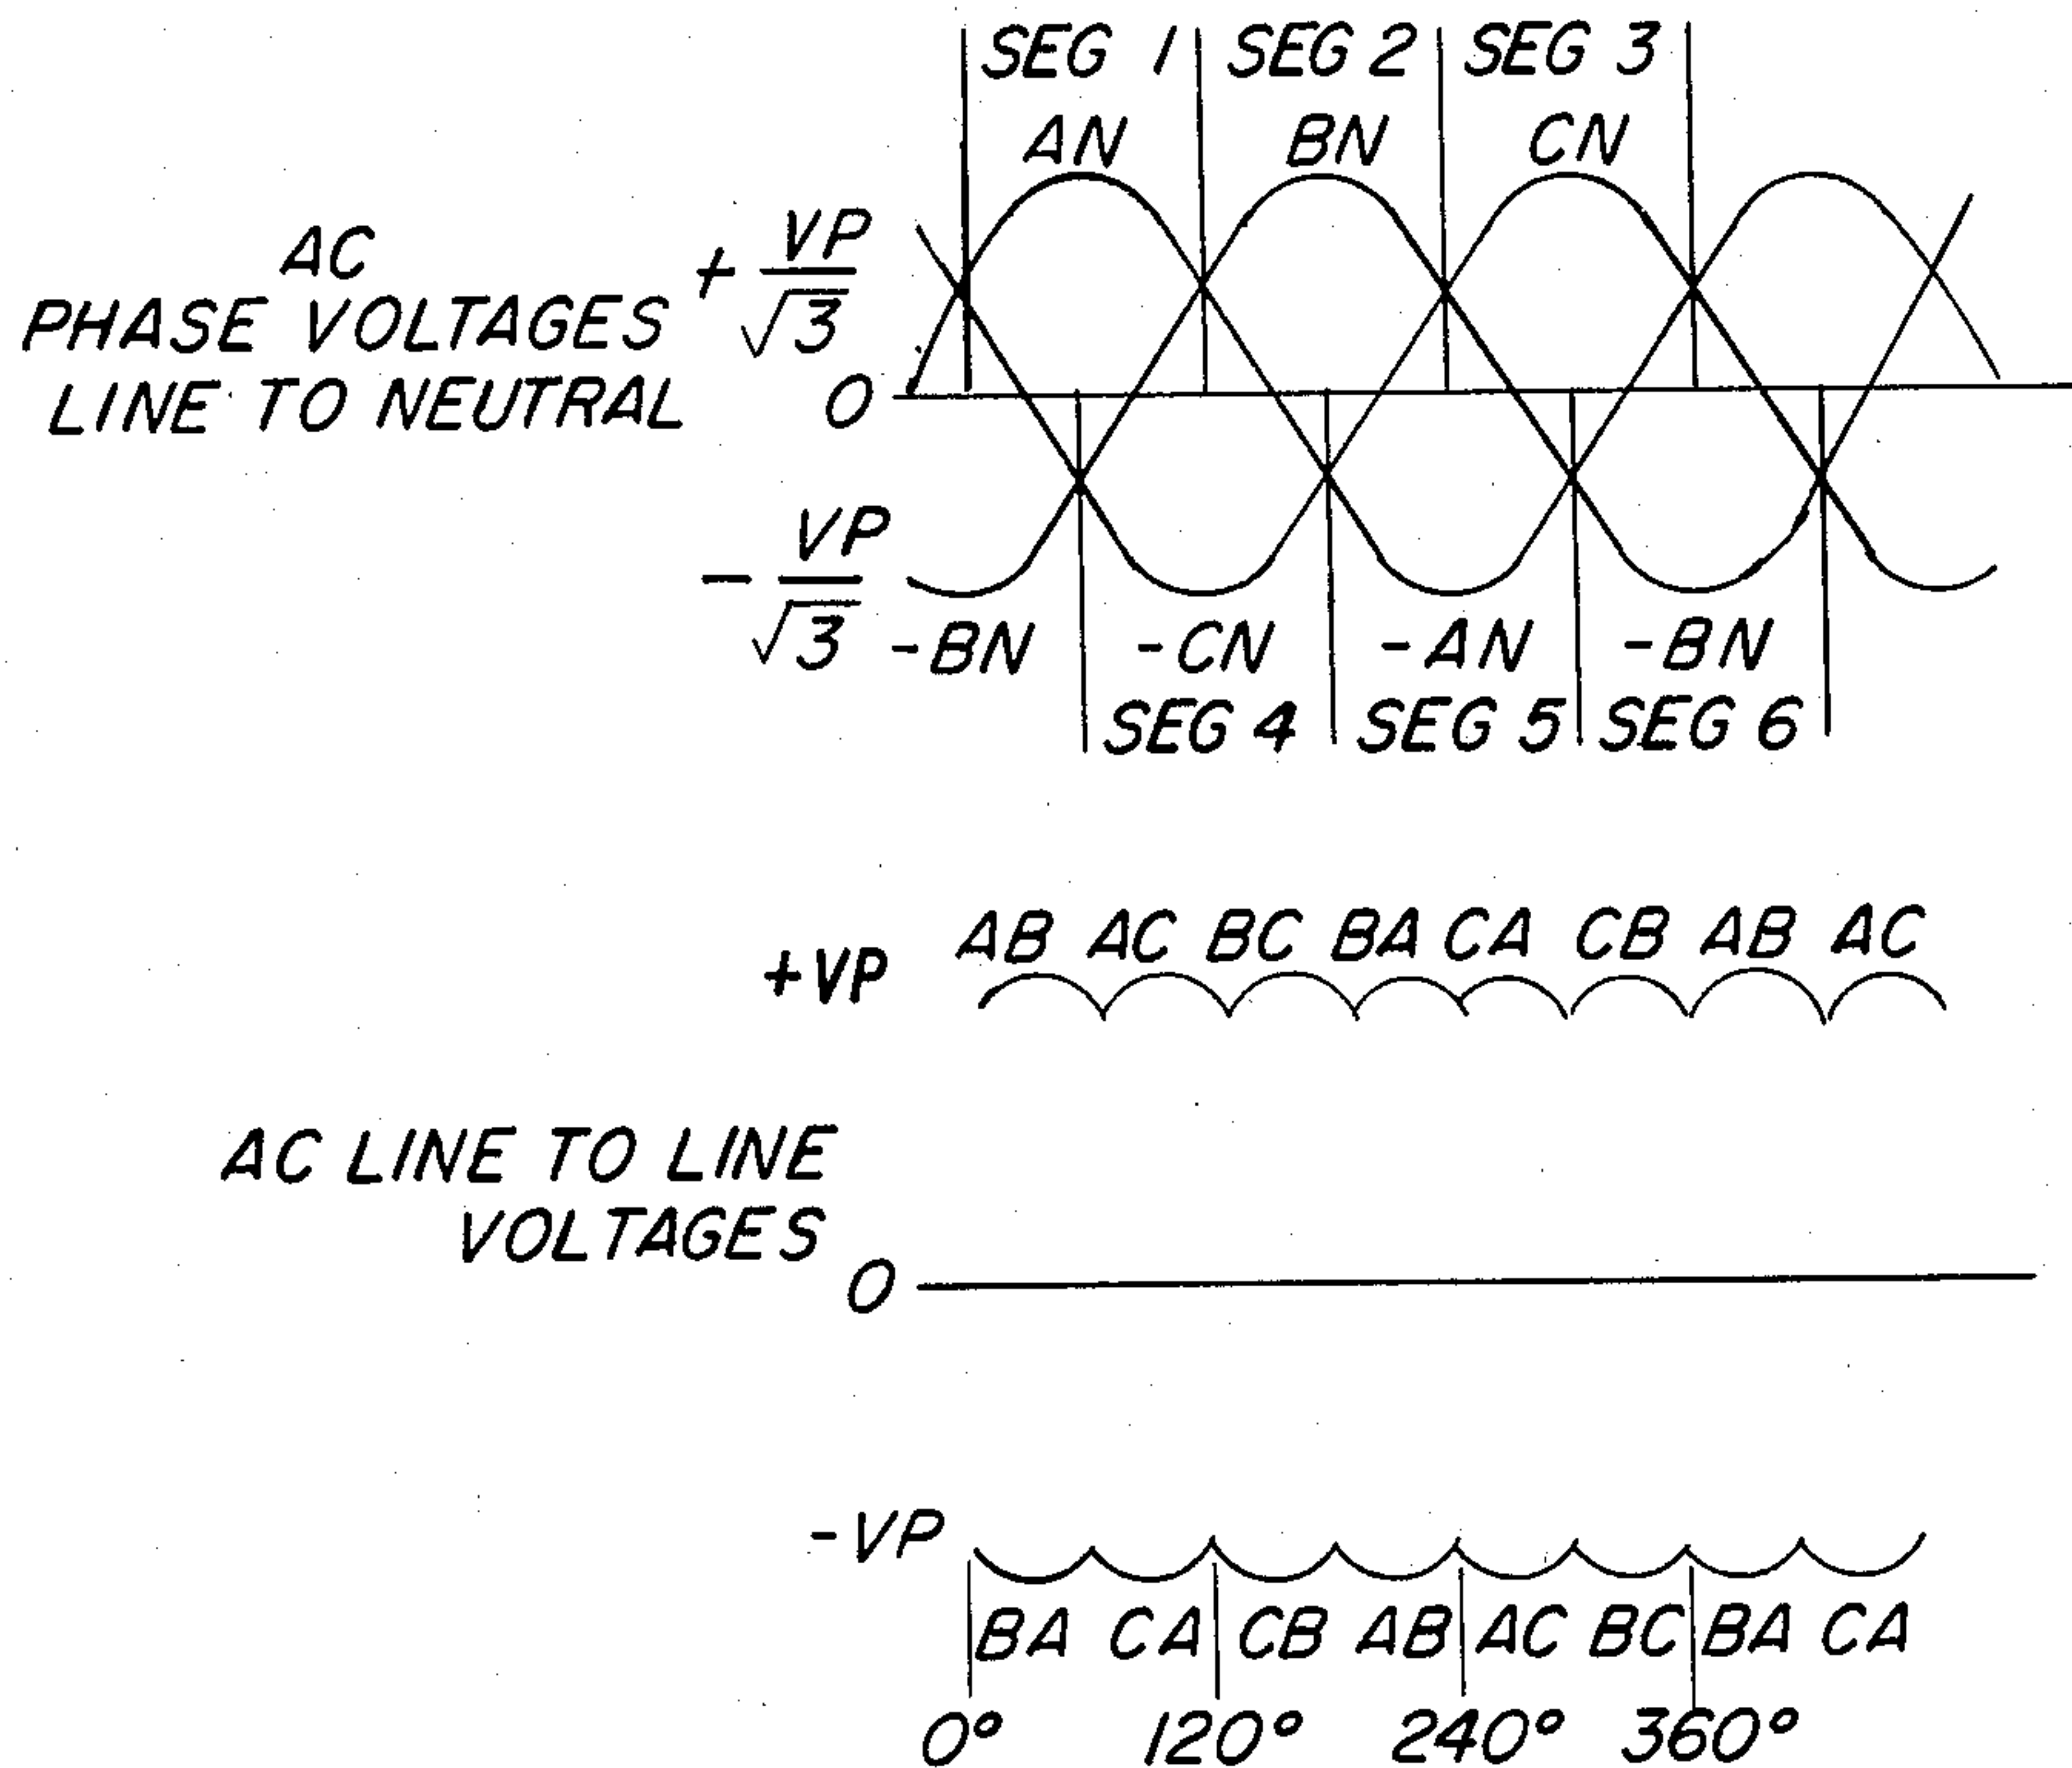 SEG 1 SEG 2 SEG 3
AN BN CN
AC
PHASE VOLTAGES
LINE TO NEUTRAL
+ VP
√3
0
- VP
√3
-BN -CN -AN -BN
SEG 4 SEG 5 SEG 6
+VP
AB AC BC BA CA CB AB AC
AC LINE TO LINE
VOLTAGES
0
-VP
BA CA CB AB AC BC BA CA
0° 120° 240° 360°